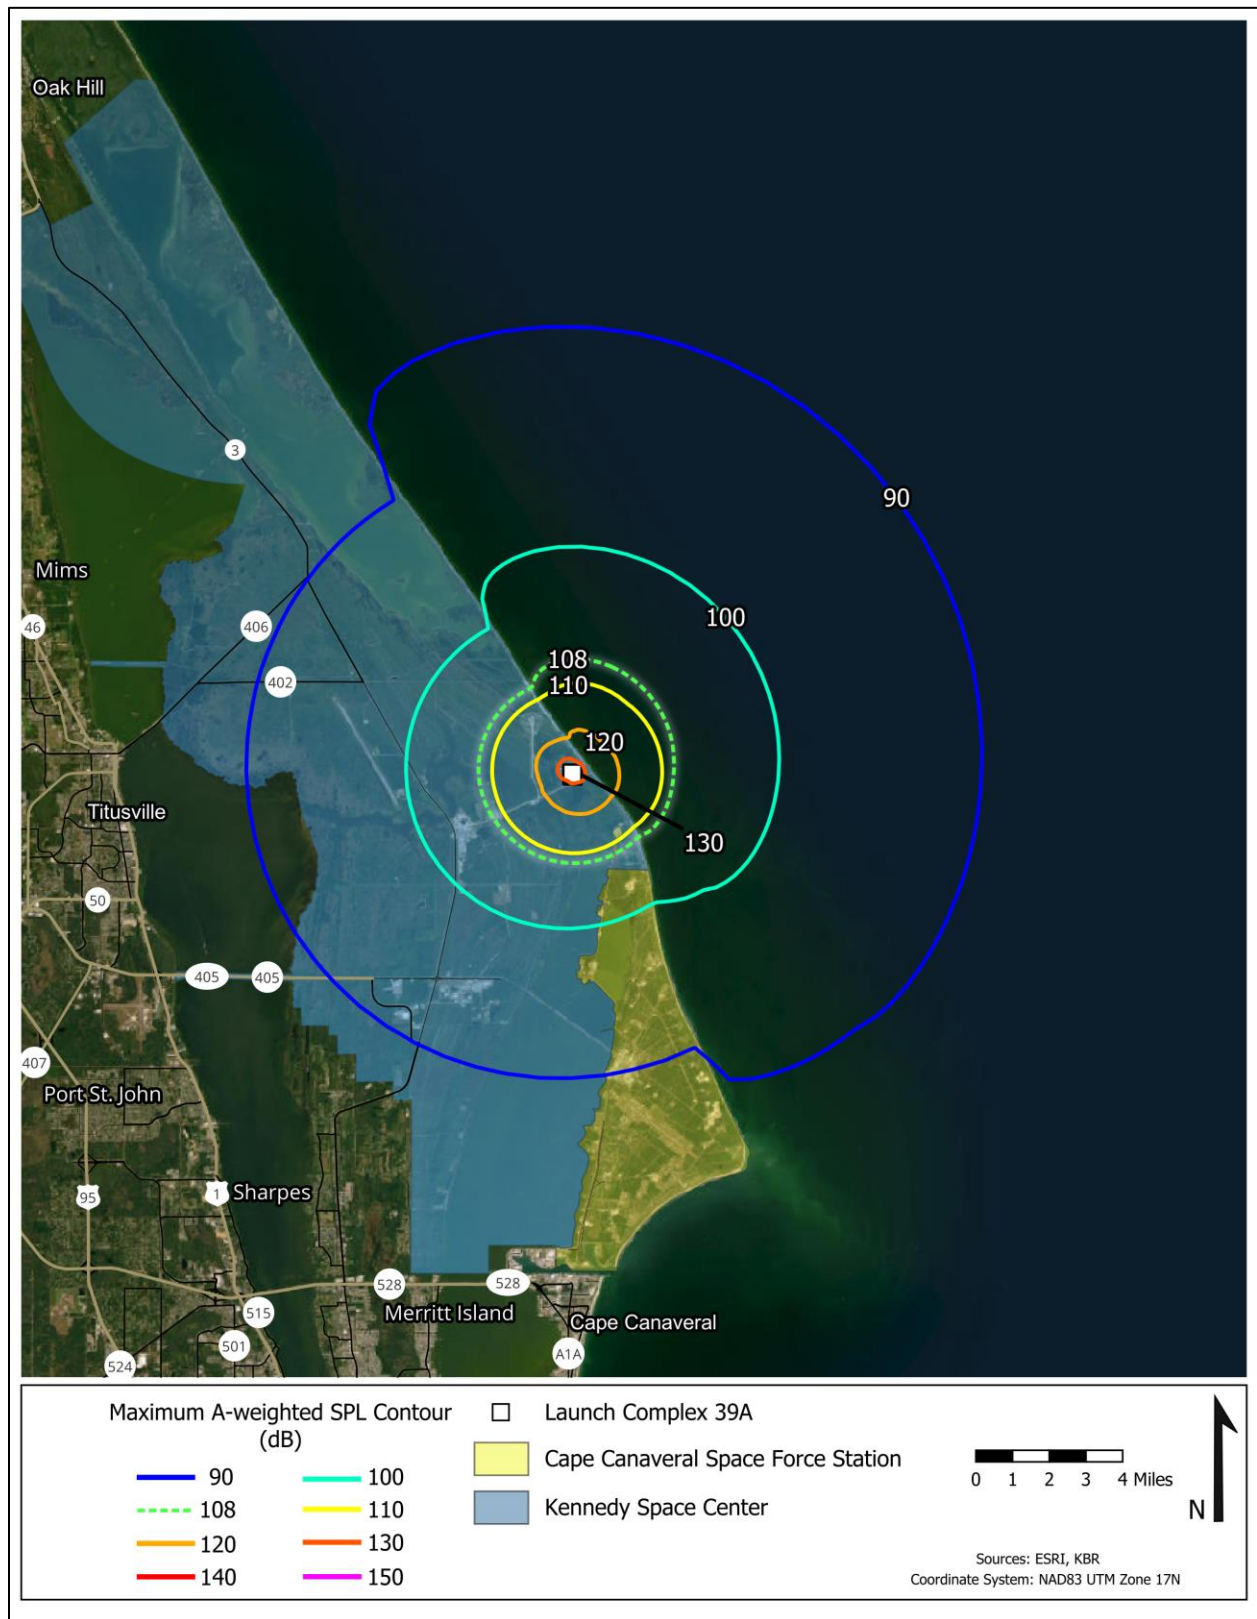 Oak Hill
3
90
Mims
46
406
100
108
402
110
120
Titusville
130
50
405
405
407
Port St. John
95
1
Sharpes
528
528
515
Merritt Island
Cape Canaveral
501
A1A
524
Maximum A-weighted SPL Contour
(dB)
90
100
108
110
120
130
140
150
Launch Complex 39A
Cape Canaveral Space Force Station
Kennedy Space Center
0 1 2 3 4 Miles
N
Sources: ESRI, KBR
Coordinate System: NAD83 UTM Zone 17N